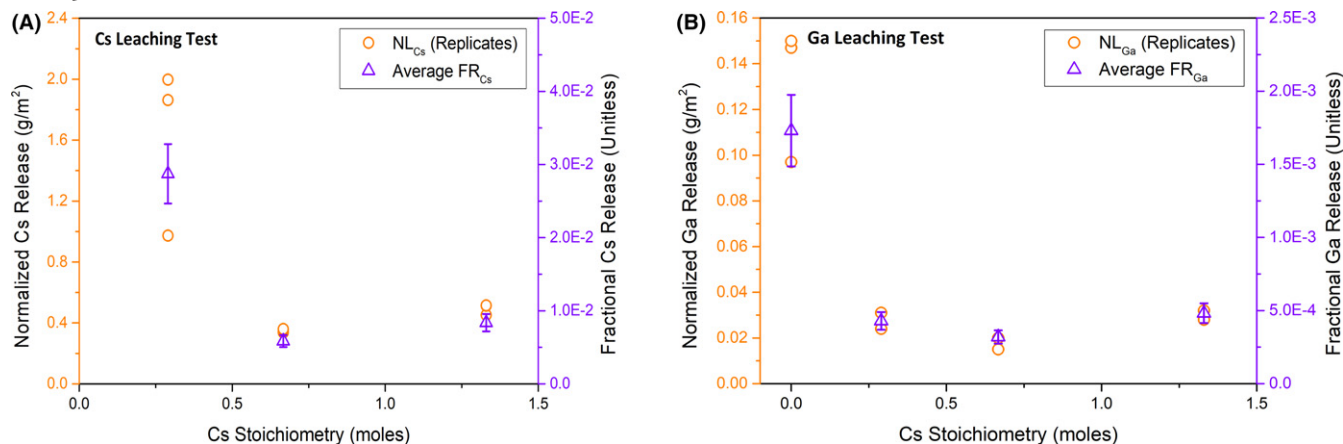 (A)
Cs Leaching Test
NL_Cs (Replicates)
Average FR_Cs
Normalized Cs Release (g/m²)
2.4
2.0
1.6
1.2
0.8
0.4
0.0
0.0 0.5 1.0 1.5
Cs Stoichiometry (moles)
5.0E-2
4.0E-2
3.0E-2
2.0E-2
1.0E-2
0.0
Fractional Cs Release (Unitless)
(B)
Ga Leaching Test
NL_Ga (Replicates)
Average FR_Ga
Normalized Ga Release (g/m²)
0.16
0.14
0.12
0.10
0.08
0.06
0.04
0.02
0.00
0.0 0.5 1.0 1.5
Cs Stoichiometry (moles)
2.5E-3
2.0E-3
1.5E-3
1.0E-3
5.0E-4
0.0
Fractional Ga Release (Unitless)